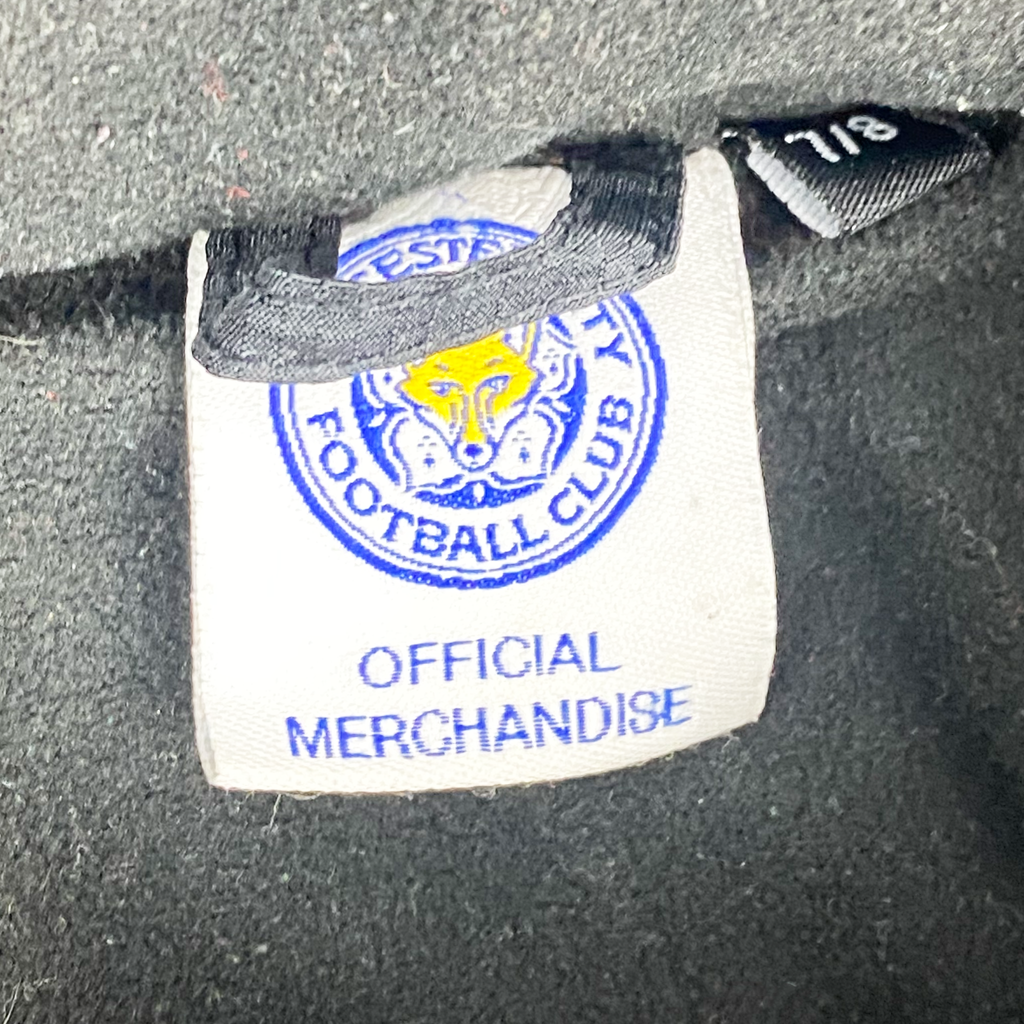 7/8
FOOTBALL CLUB
OFFICIAL
MERCHANDISE